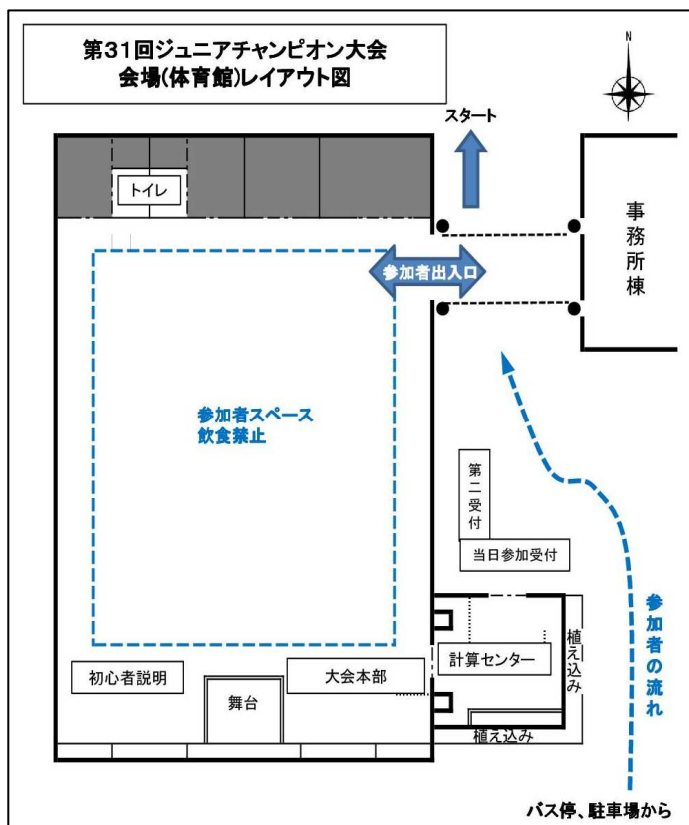 第31回ジュニアチャンピオン大会
会場(体育館)レイアウト図
N
スタート
トイレ
事務所棟
参加者出入口
参加者スペース
飲食禁止
第二受付
当日参加受付
参加者の流れ
植え込み
計算センター
初心者説明
大会本部
舞台
植え込み
バス停、駐車場から